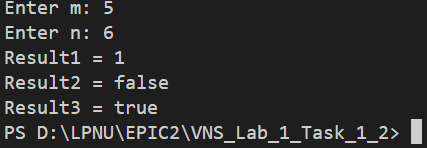 Enter m: 5
Enter n: 6
Result1 = 1
Result2 = false
Result3 = true
PS D:\LPNU\EPIC2\VNS_Lab_1_Task_1_2>